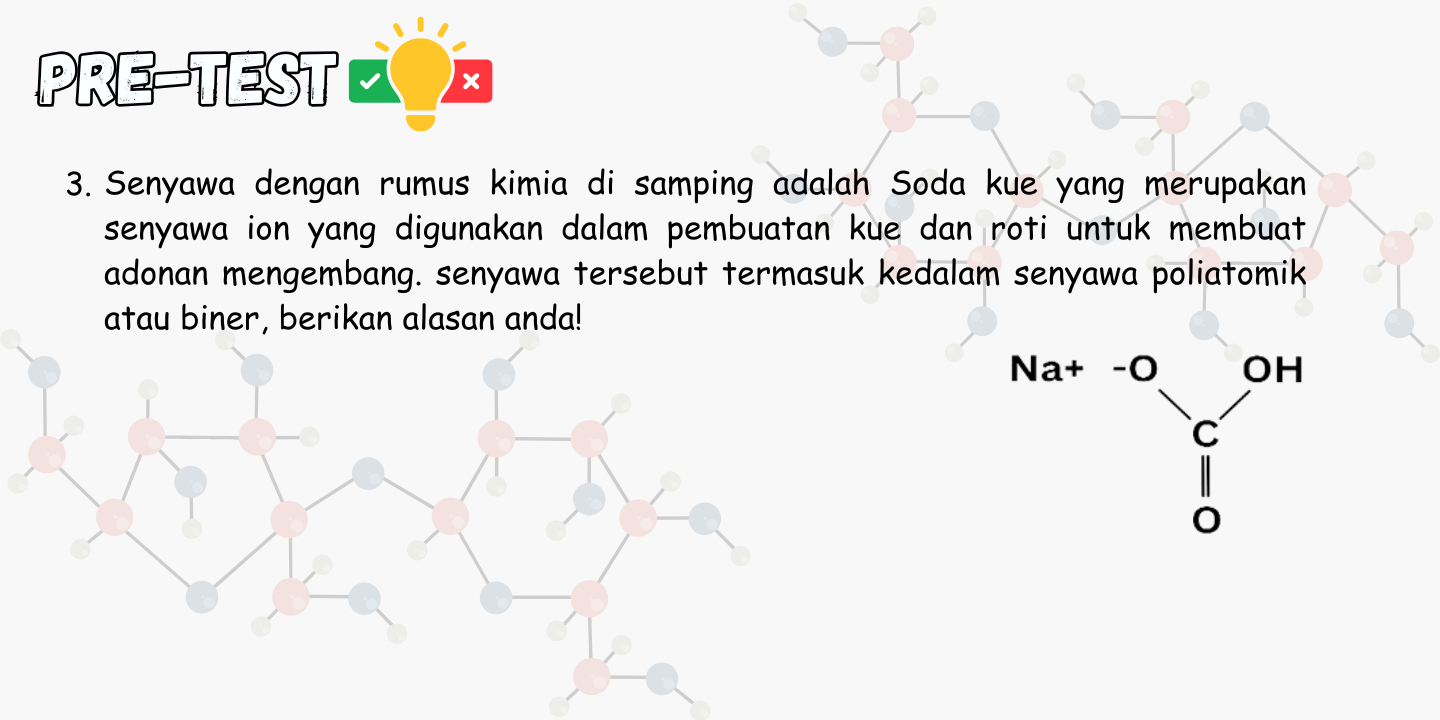 PRE-TEST
3. Senyawa dengan rumus kimia di samping adalah Soda kue yang merupakan
senyawa ion yang digunakan dalam pembuatan kue dan roti untuk membuat
adonan mengembang. senyawa tersebut termasuk kedalam senyawa poliatomik
atau biner, berikan alasan anda!
Na+ -O OH
C
O